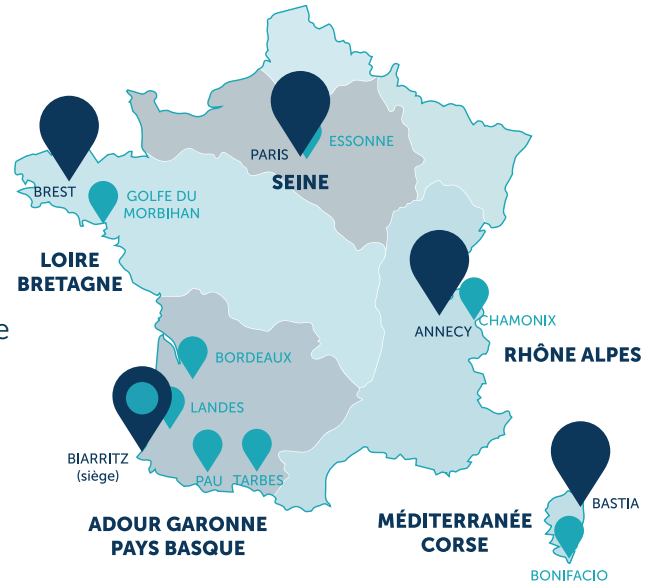 PARIS
ESSONNE
SEINE
BREST
GOLFE DU
MORBIHAN
LOIRE
BRETAGNE
e
ANNECY
CHAMONIX
RHÔNE ALPES
BORDEAUX
LANDES
BIARRITZ
(siège)
PAU
TARBES
ADOUR GARONNE
PAYS BASQUE
MÉDITERRANÉE
CORSE
BASTIA
BONIFACIO